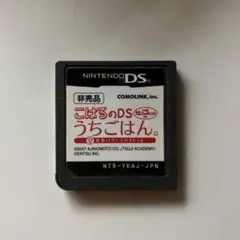 NINTENDO DS
非売品
COMOLINK, inc.
こはるのDS
うちごはん。
©2007 AJINOMOTO CO./TSUJI ACADEMY/
DENTSU INC.
NTR-YKAJ-JPN